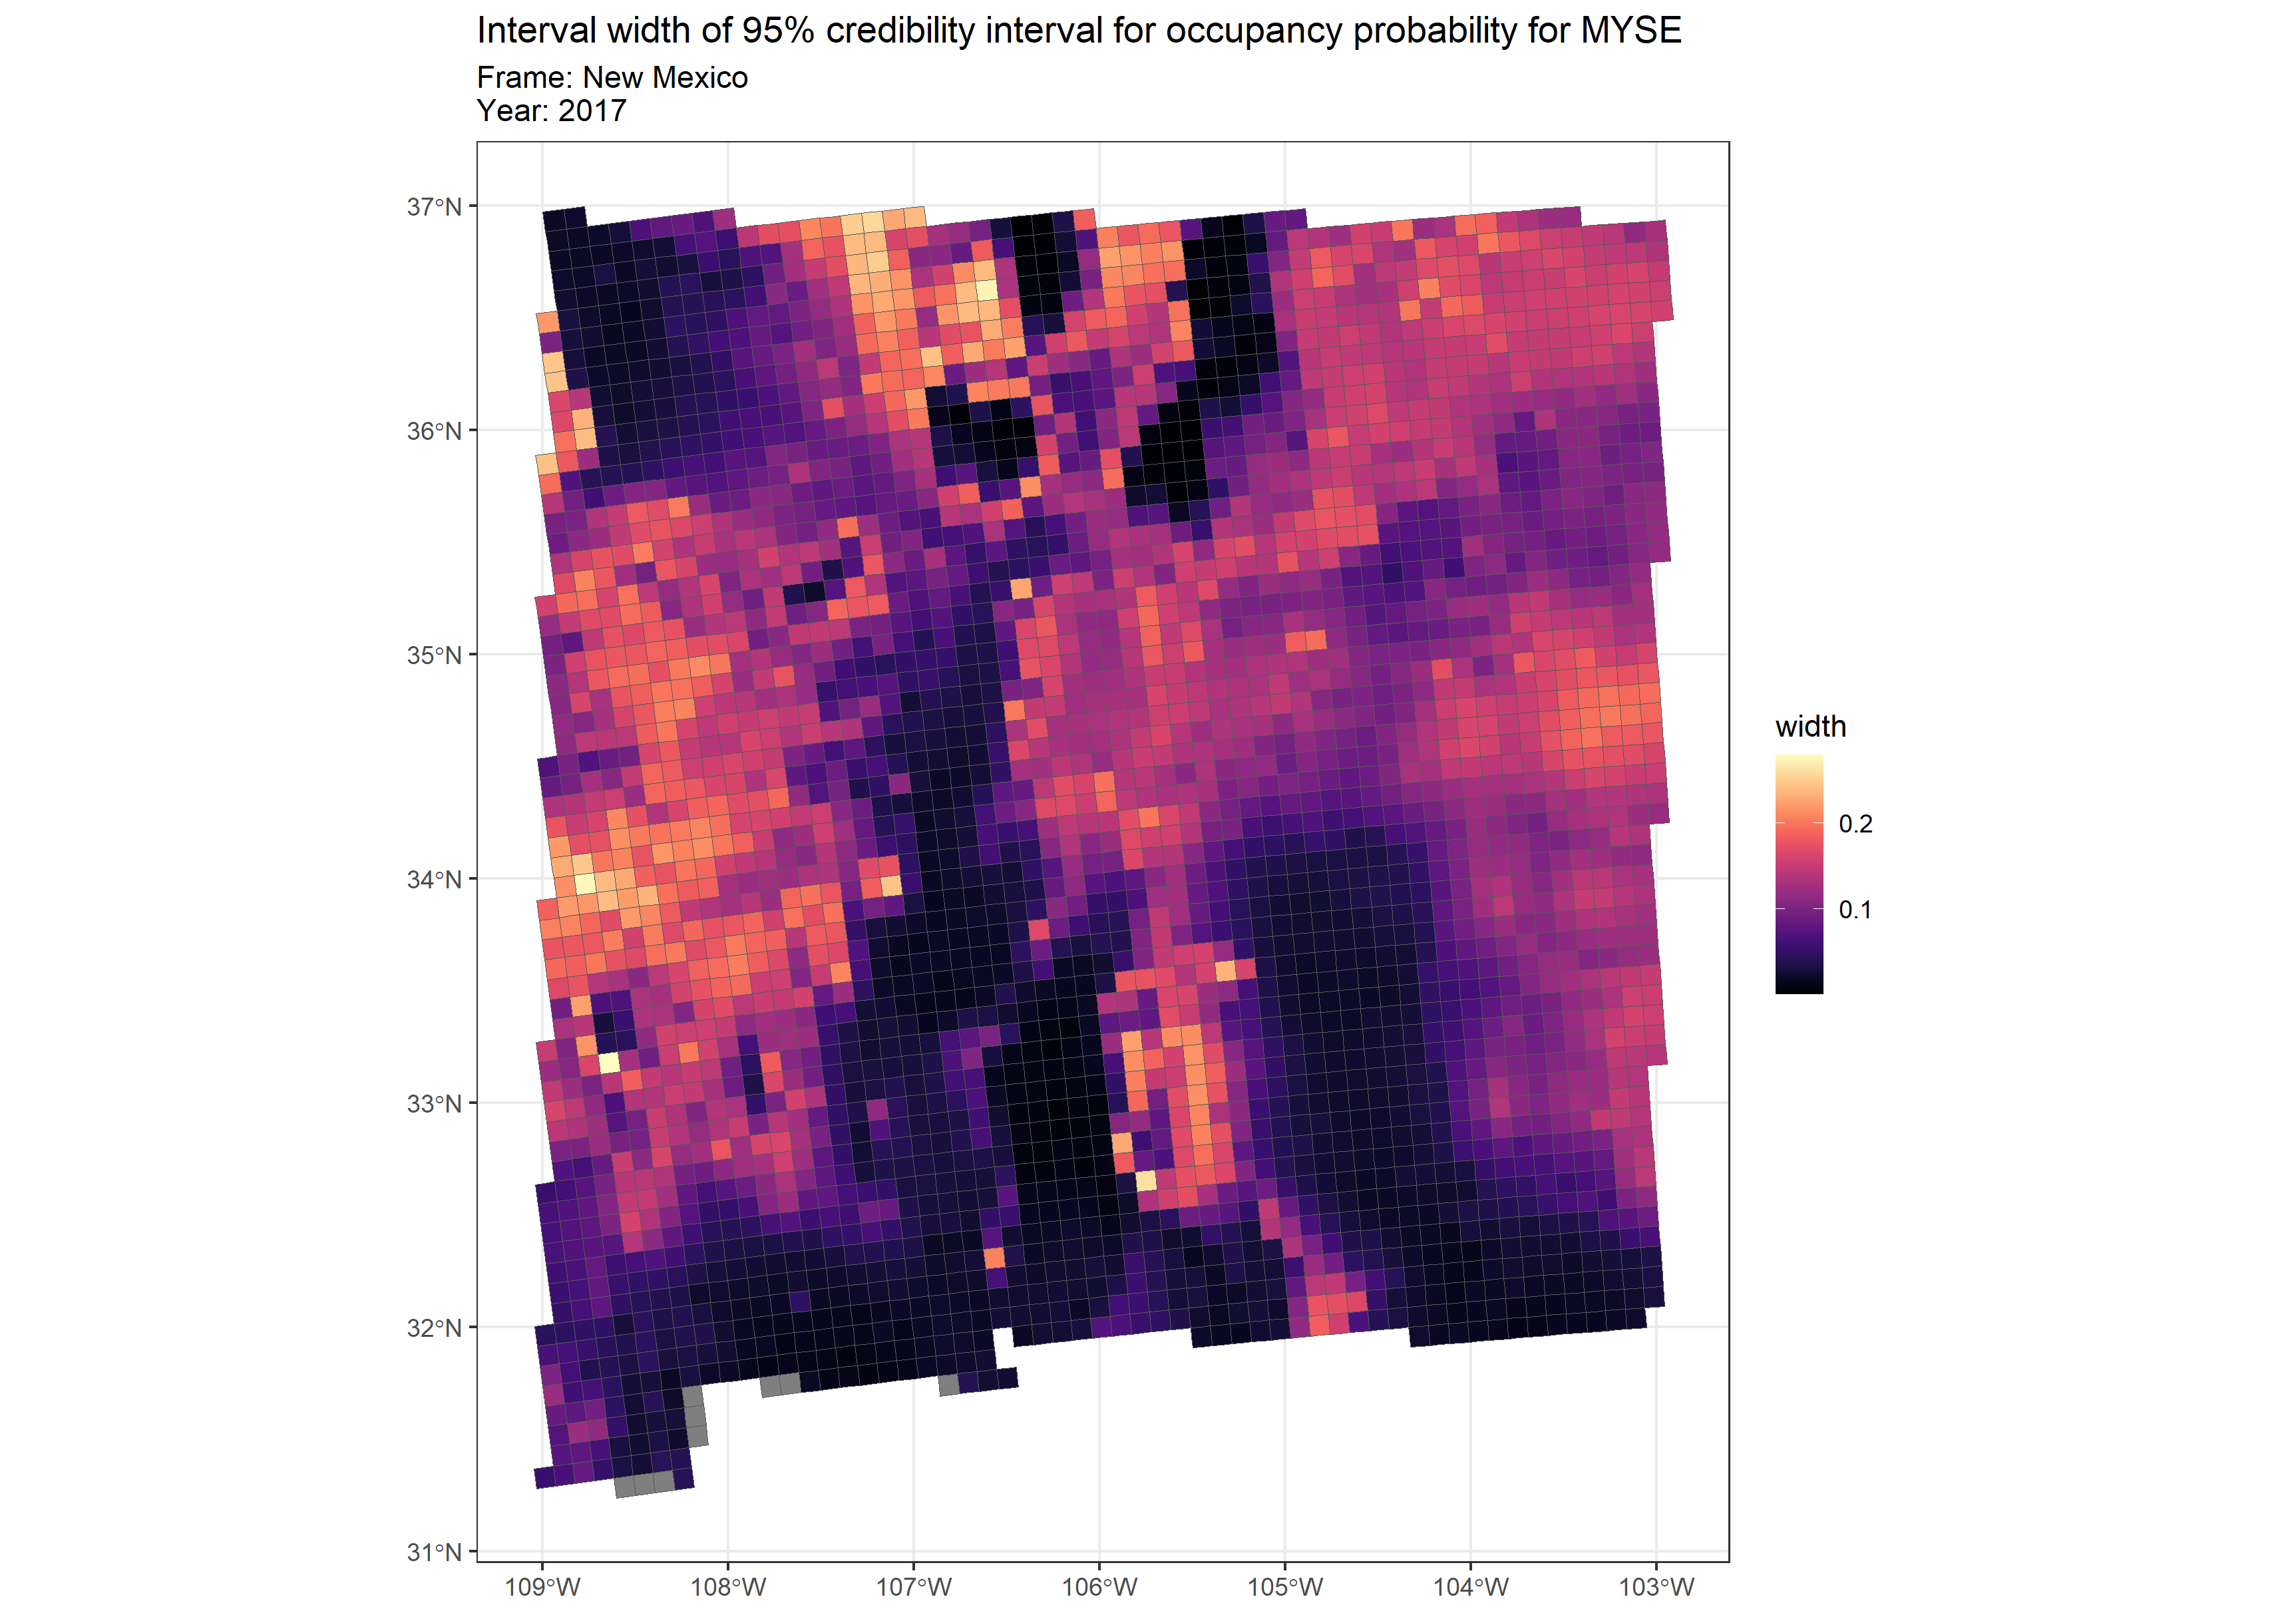 Interval width of 95% credibility interval for occupancy probability for MYSE
Frame: New Mexico
Year: 2017
37°N
36°N
35°N
34°N
33°N
32°N
31°N
109°W
108°W
107°W
106°W
105°W
104°W
103°W
width
0.2
0.1